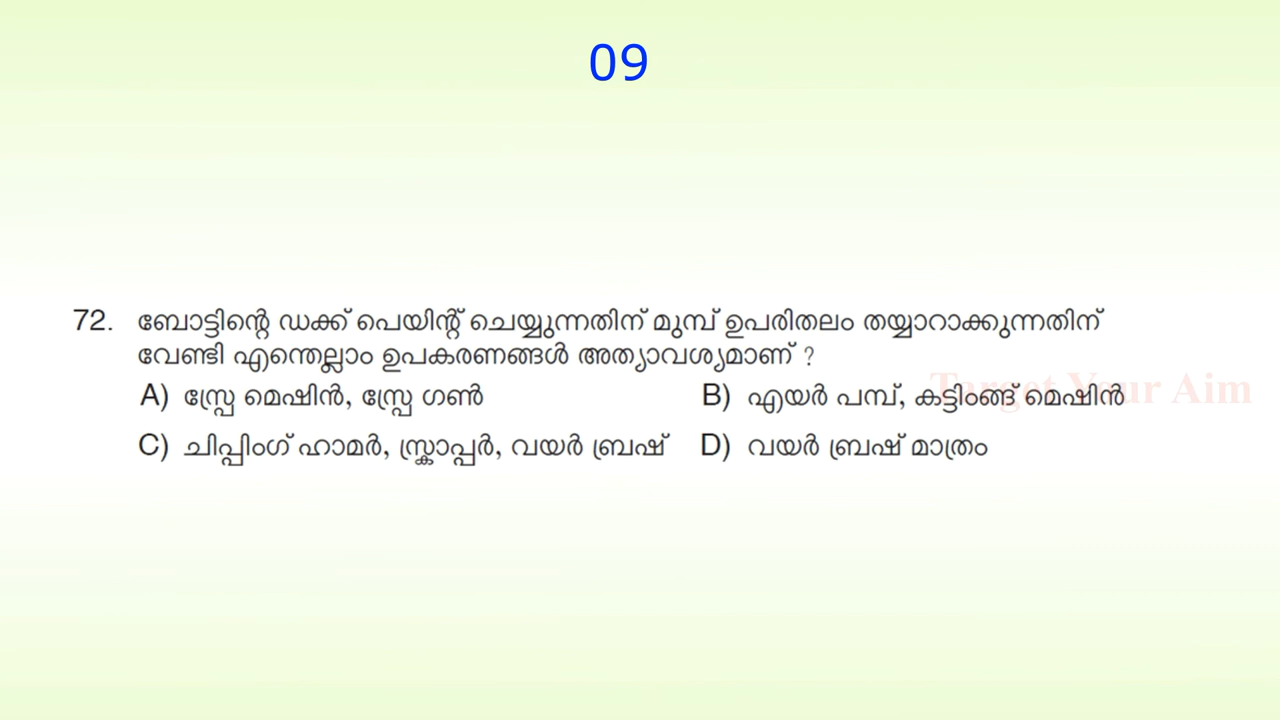 09
72. ബോട്ടിന്റെ ഡക്ക് പെയിന്റ് ചെയ്യുന്നതിന് മുമ്പ് ഉപരിതലം തയ്യാറാക്കുന്നതിന്
വേണ്ടി എന്തെല്ലാം ഉപകരണങ്ങൾ അത്യാവശ്യമാണ് ?
A) സ്പ്രേ മെഷിൻ, സ്പ്രേ ഗൺ B) എയർ പമ്പ്, കട്ടിംങ്ങ് മെഷിൻ
Target Your Aim
C) ചിപ്പിംഗ് ഹാമർ, സ്ക്രാപ്പർ, വയർ ബ്രഷ് D) വയർ ബ്രഷ് മാത്രം